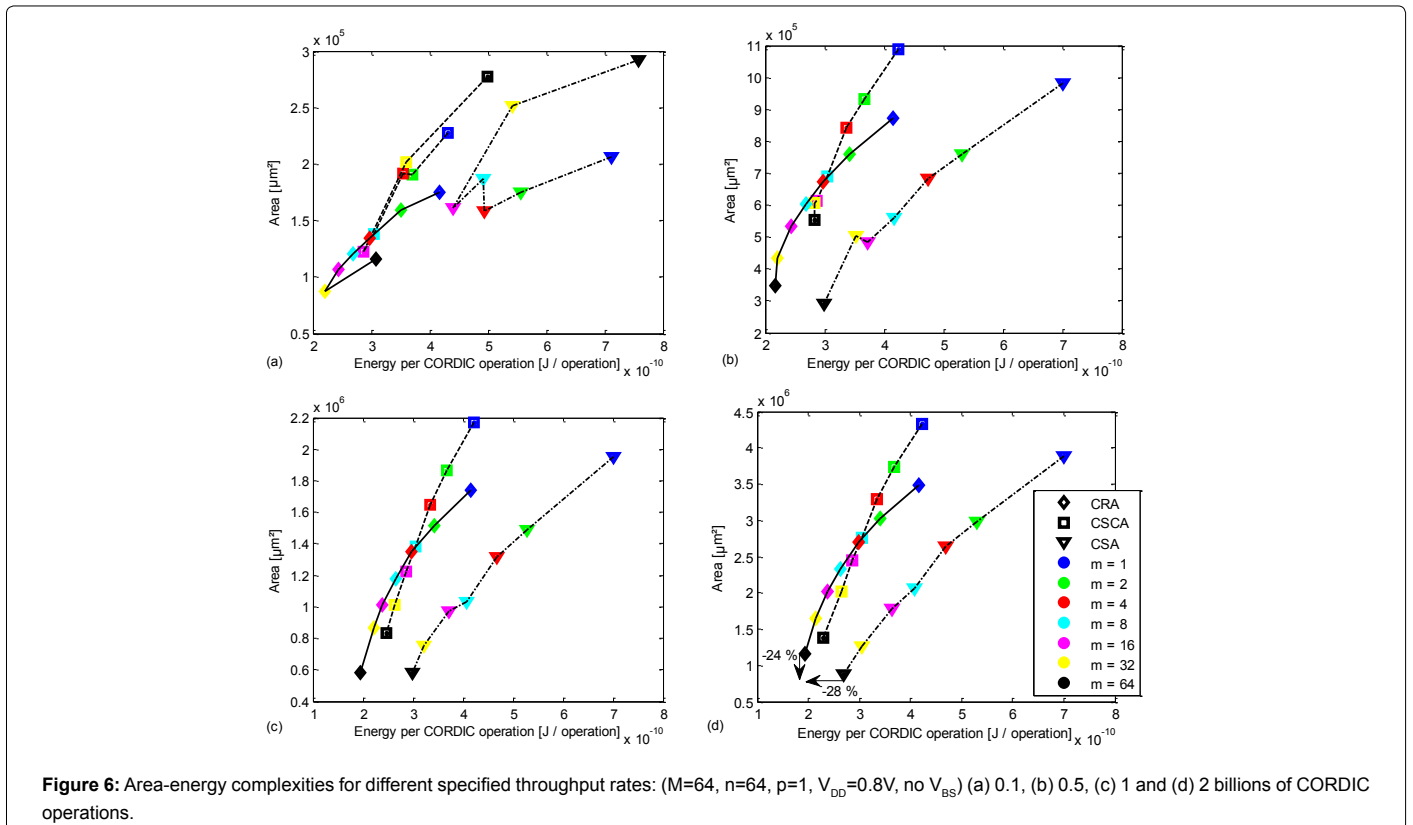 x 10⁵
3
2.5
2
1.5
1
0.5
Area [µm²]
2 3 4 5 6 7 8
Energy per CORDIC operation [J / operation]
x 10⁻¹⁰
(a)
x 10⁵
11
10
9
8
7
6
5
4
3
2
Area [µm²]
2 3 4 5 6 7 8
Energy per CORDIC operation [J / operation]
x 10⁻¹⁰
(b)
x 10⁶
2.2
2
1.8
1.6
1.4
1.2
1
0.8
0.6
0.4
Area [µm²]
1 2 3 4 5 6 7 8
Energy per CORDIC operation [J / operation]
x 10⁻¹⁰
(c)
x 10⁶
4.5
4
3.5
3
2.5
2
1.5
1
0.5
Area [µm²]
-24 %
-28 %
1 2 3 4 5 6 7 8
Energy per CORDIC operation [J / operation]
x 10⁻¹⁰
(d)
CRA
CSCA
CSA
m = 1
m = 2
m = 4
m = 8
m = 16
m = 32
m = 64
Figure 6: Area-energy complexities for different specified throughput rates: (M=64, n=64, p=1, V_DD=0.8V, no V_BS) (a) 0.1, (b) 0.5, (c) 1 and (d) 2 billions of CORDIC
operations.